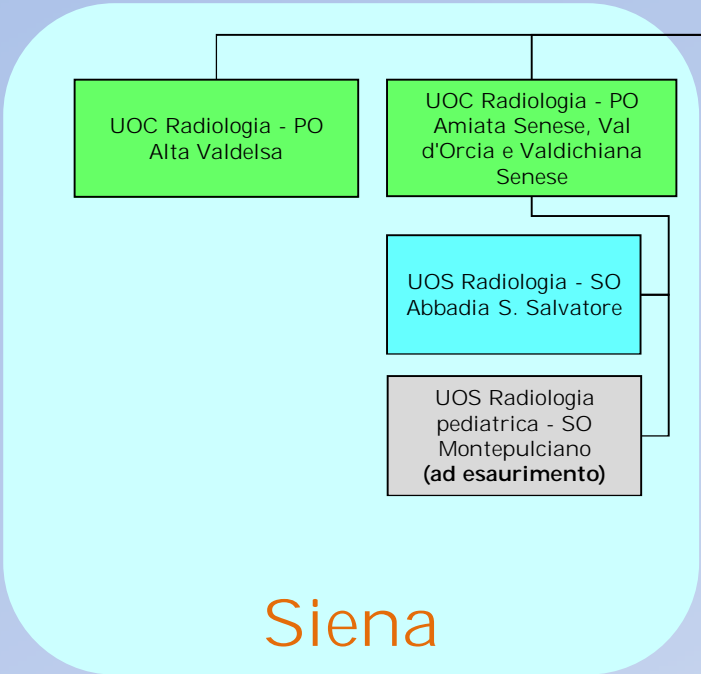 UOC Radiologia - PO
Alta Valdelsa
UOC Radiologia - PO
Amiata Senese, Val
d'Orcia e Valdichiana
Senese
UOS Radiologia - SO
Abbadia S. Salvatore
UOS Radiologia
pediatrica - SO
Montepulciano
(ad esaurimento)
Siena